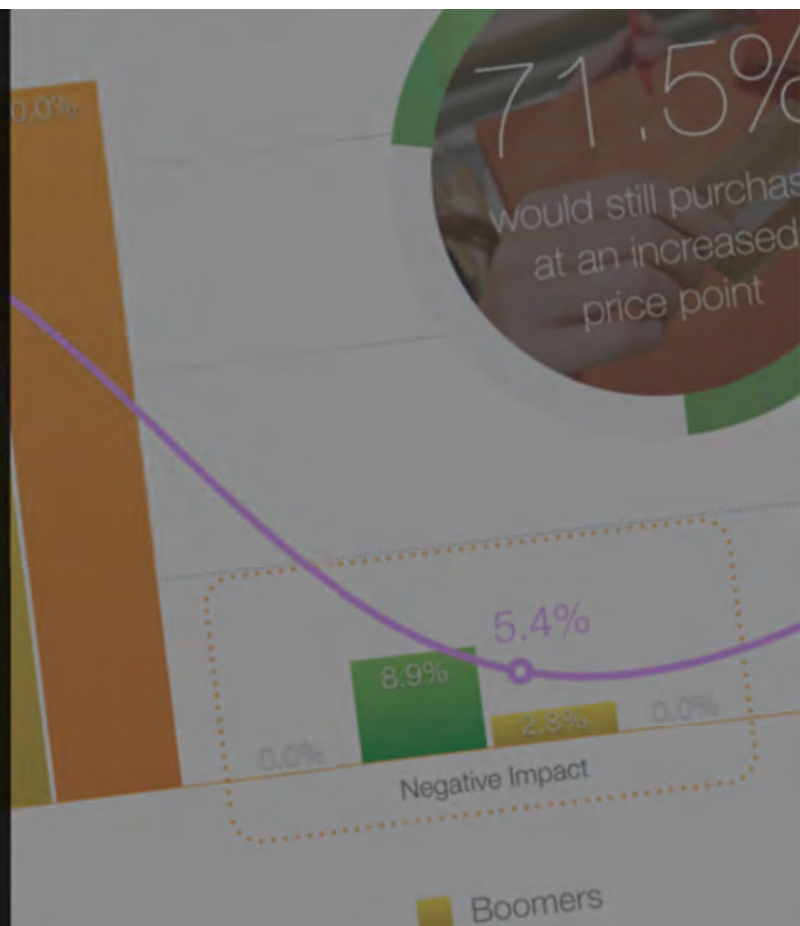 0.0%
71.5%
would still purchas
at an increased
price point
5.4%
8.9%
2.8%
0.0%
0.0%
Negative Impact
Boomers